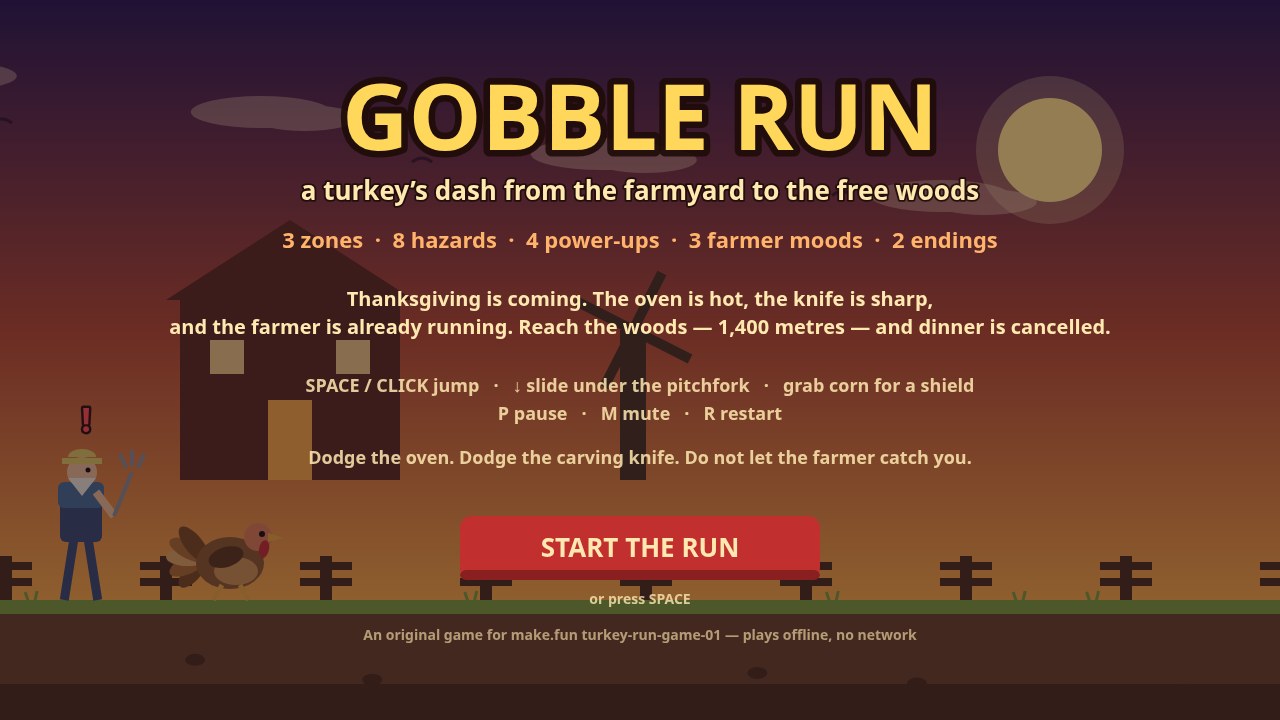 GOBBLE RUN
a turkey’s dash from the farmyard to the free woods
3 zones · 8 hazards · 4 power-ups · 3 farmer moods · 2 endings
Thanksgiving is coming. The oven is hot, the knife is sharp,
and the farmer is already running. Reach the woods — 1,400 metres — and dinner is cancelled.
SPACE / CLICK jump · ↓ slide under the pitchfork · grab corn for a shield
P pause · M mute · R restart
Dodge the oven. Dodge the carving knife. Do not let the farmer catch you.
!
START THE RUN
or press SPACE
An original game for make.fun turkey-run-game-01 — plays offline, no network